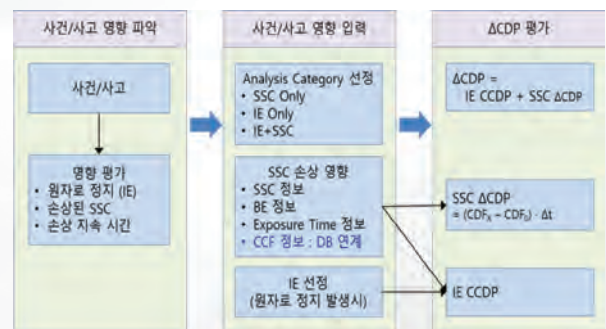 사건/사고 영향 파악
사건/사고
영향 평가
• 원자로 정지 (IE)
• 손상된 SSC
• 손상 지속 시간
사건/사고 영향 입력
Analysis Category 선정
• SSC Only
• IE Only
• IE+SSC
SSC 손상 영향
• SSC 정보
• BE 정보
• Exposure Time 정보
• CCF 정보 : DB 연계
IE 선정
(원자로 정지 발생시)
ΔCDP 평가
ΔCDP =
IE CCDP + SSC ΔCDP
SSC ΔCDP
= (CDFₐ – CDF₀) · Δt
IE CCDP